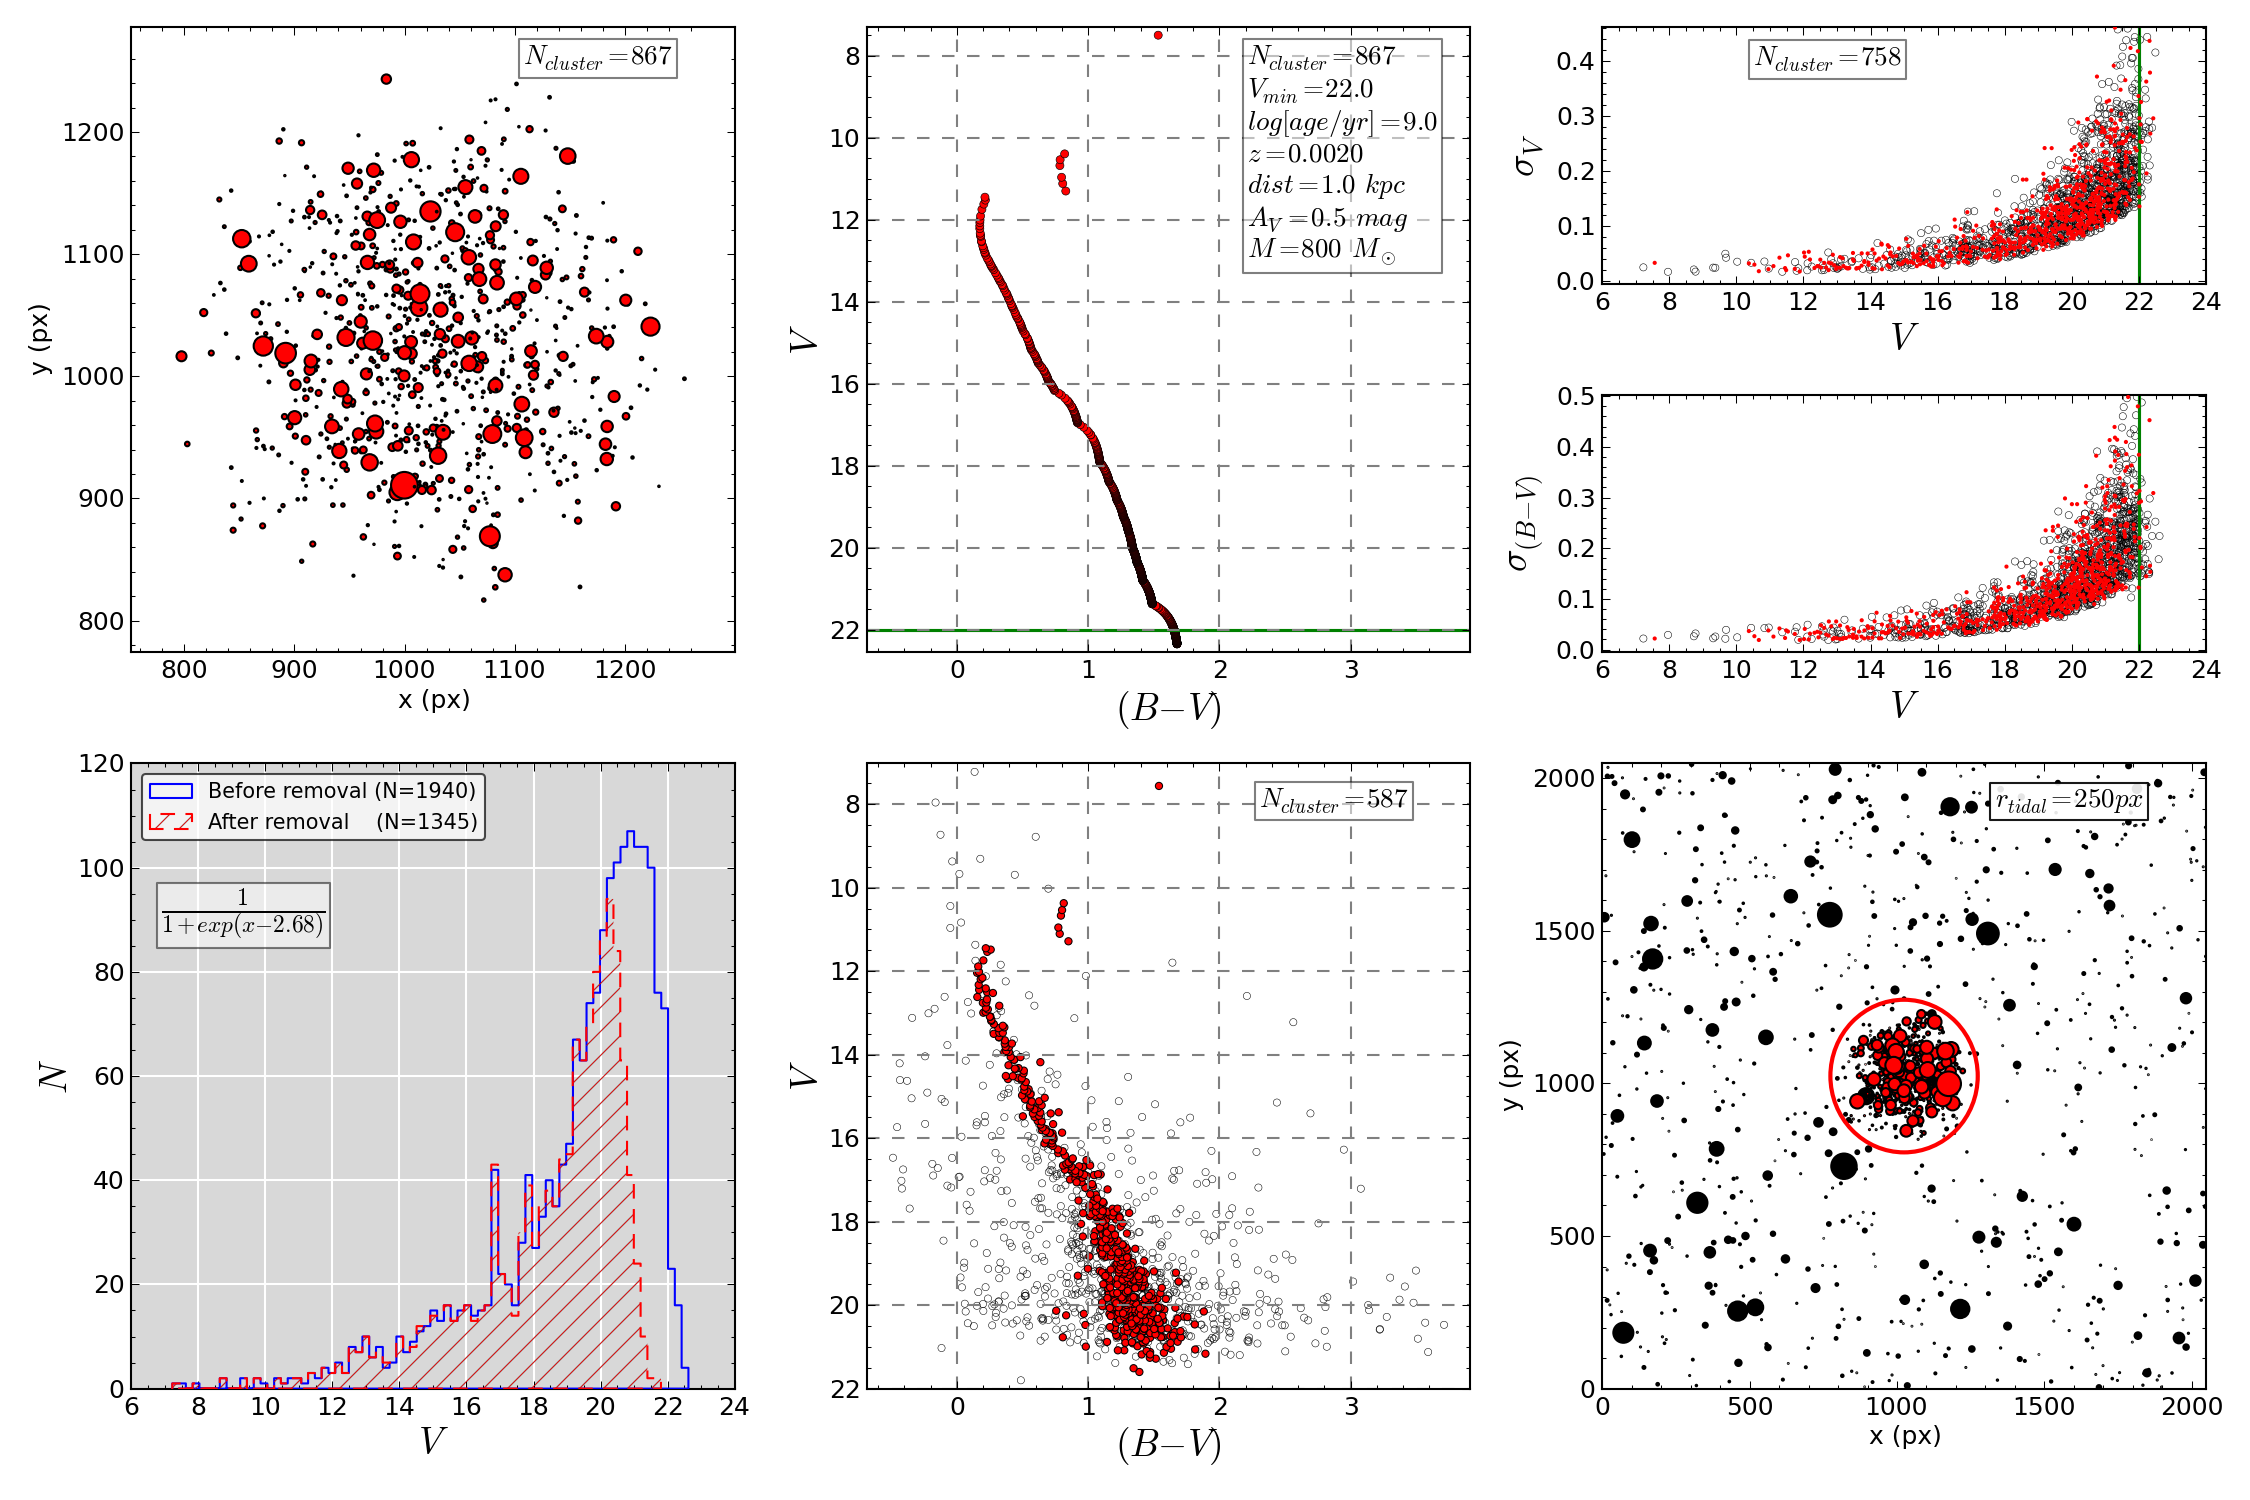 N_cluster=867
1200
1100
1000
900
800
y (px)
800 900 1000 1100 1200
x (px)
N_cluster=867
V_min=22.0
log[age/yr]=9.0
z=0.0020
dist=1.0 kpc
A_V=0.5 mag
M=800 M_⊙
8
10
12
14
16
18
20
22
V
0 1 2 3
(B−V)
N_cluster=758
0.4
0.3
0.2
0.1
0.0
σ_V
6 8 10 12 14 16 18 20 22 24
V
0.5
0.4
0.3
0.2
0.1
0.0
σ_(B−V)
6 8 10 12 14 16 18 20 22 24
V
Before removal (N=1940)
After removal (N=1345)
1
1+exp(x−2.68)
120
100
80
60
40
20
0
N
6 8 10 12 14 16 18 20 22 24
V
N_cluster=587
8
10
12
14
16
18
20
22
V
0 1 2 3
(B−V)
r_tidal=250px
2000
1500
1000
500
0
y (px)
0 500 1000 1500 2000
x (px)